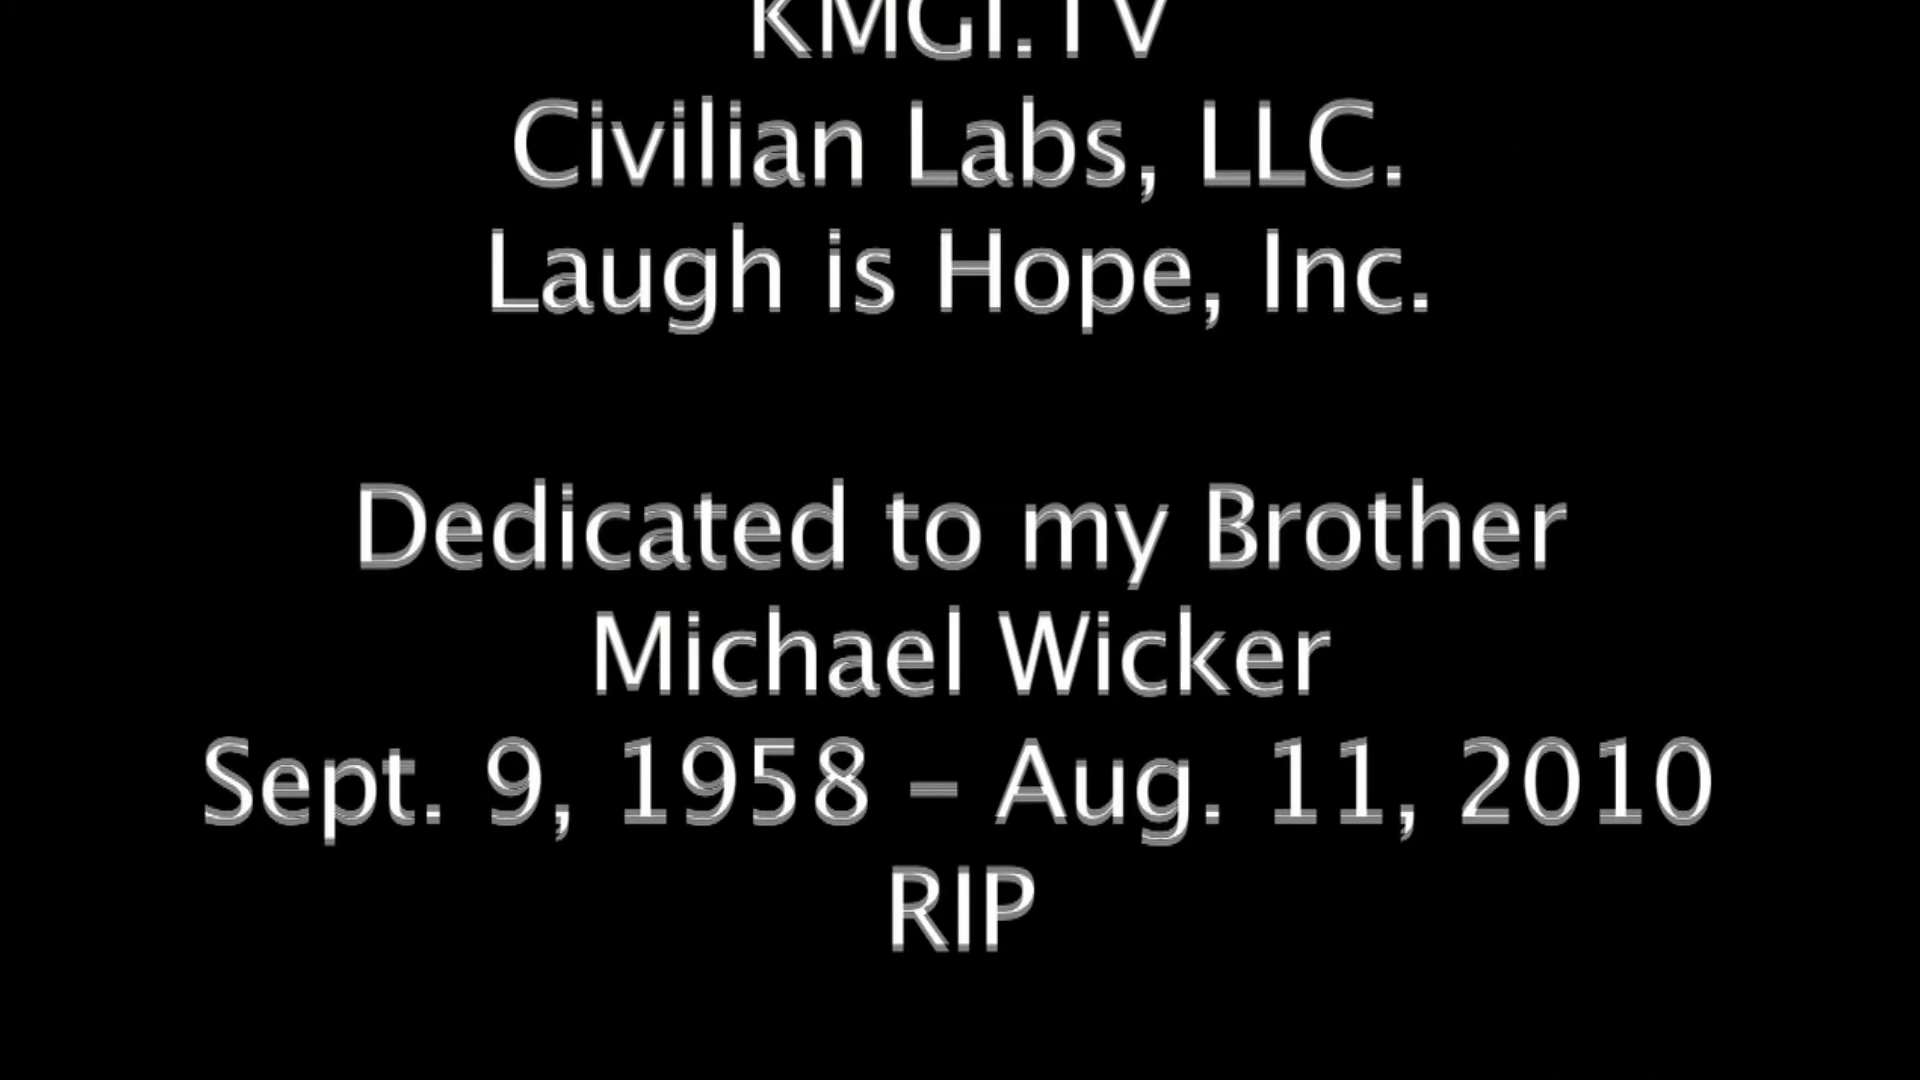 KMGI.TV
Civilian Labs, LLC.
Laugh is Hope, Inc.
Dedicated to my Brother
Michael Wicker
Sept. 9, 1958 – Aug. 11, 2010
RIP